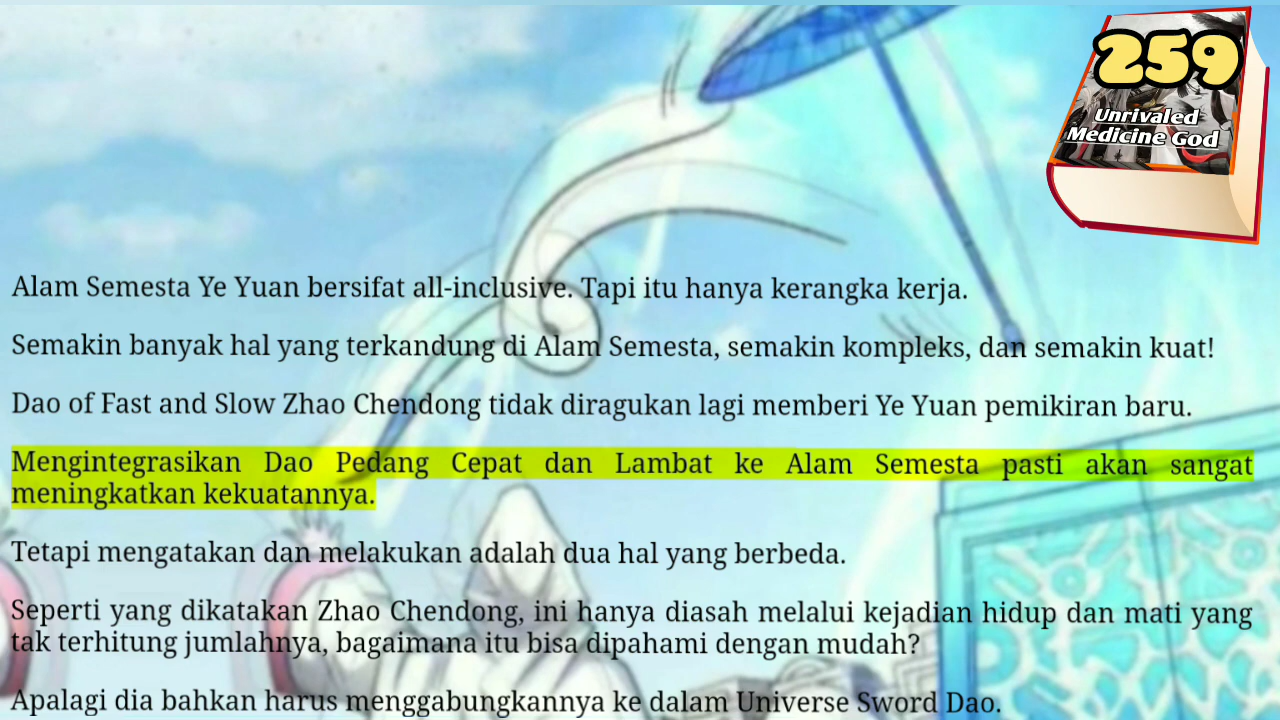 259
Unrivaled
Medicine God
Alam Semesta Ye Yuan bersifat all-inclusive. Tapi itu hanya kerangka kerja.
Semakin banyak hal yang terkandung di Alam Semesta, semakin kompleks, dan semakin kuat!
Dao of Fast and Slow Zhao Chendong tidak diragukan lagi memberi Ye Yuan pemikiran baru.
Mengintegrasikan Dao Pedang Cepat dan Lambat ke Alam Semesta pasti akan sangat
meningkatkan kekuatannya.
Tetapi mengatakan dan melakukan adalah dua hal yang berbeda.
Seperti yang dikatakan Zhao Chendong, ini hanya diasah melalui kejadian hidup dan mati yang
tak terhitung jumlahnya, bagaimana itu bisa dipahami dengan mudah?
Apalagi dia bahkan harus menggabungkannya ke dalam Universe Sword Dao.